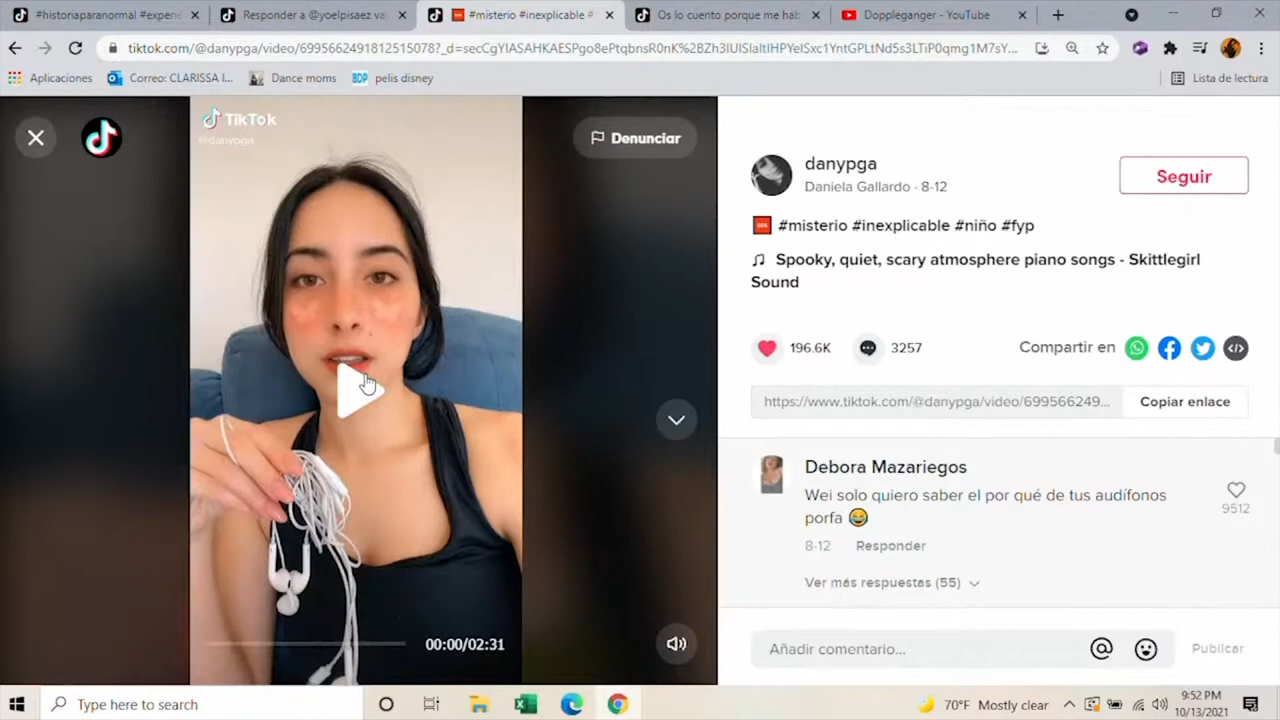 #historiaparanormal #experie
Responder a @yoelpisaez va
#misterio #inexplicable #
Os lo cuento porque me hab
Doppleganger - YouTube
tiktok.com/@danypga/video/6995662491812515078?_d=secCgYIASAHKAESPgo8ePtqbnsR0nK%2BZh3IUISlaltIHPYelSxc1YntGPLtNd5s3LTiP0qmg1M7sY...
Aplicaciones
Correo: CLARISSA I...
Dance moms
BDP pelis disney
Lista de lectura
TikTok
@danypga
Denunciar
00:00/02:31
danypga
Daniela Gallardo · 8-12
Seguir
#misterio #inexplicable #niño #fyp
Spooky, quiet, scary atmosphere piano songs - Skittlegirl
Sound
196.6K
3257
Compartir en
https://www.tiktok.com/@danypga/video/699566249...
Copiar enlace
Debora Mazariegos
Wei solo quiero saber el por qué de tus audífonos
porfa 😂
9512
8-12 Responder
Ver más respuestas (55)
Añadir comentario...
Publicar
Type here to search
70°F Mostly clear
9:52 PM
10/13/2021